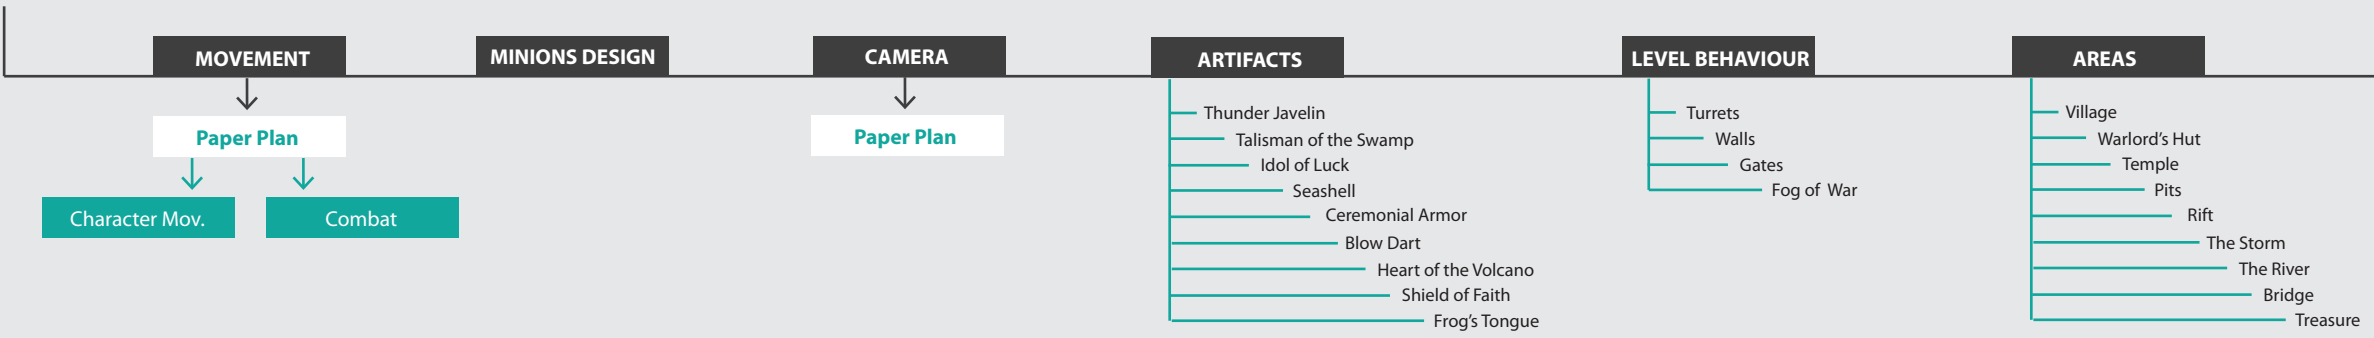 MOVEMENT
Paper Plan
Character Mov.
Combat
MINIONS DESIGN
CAMERA
Paper Plan
ARTIFACTS
Thunder Javelin
Talisman of the Swamp
Idol of Luck
Seashell
Ceremonial Armor
Blow Dart
Heart of the Volcano
Shield of Faith
Frog's Tongue
LEVEL BEHAVIOUR
Turrets
Walls
Gates
Fog of War
AREAS
Village
Warlord's Hut
Temple
Pits
Rift
The Storm
The River
Bridge
Treasure